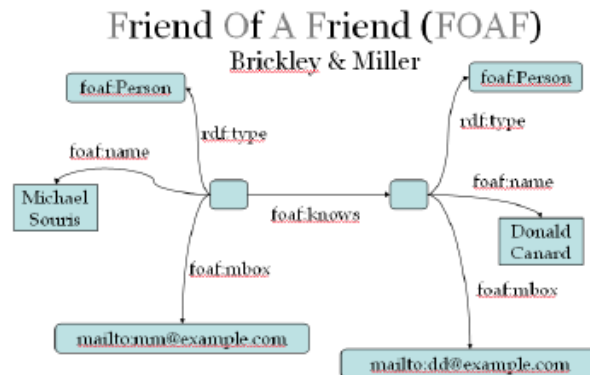 Friend Of A Friend (FOAF)
Brickley & Miller
foaf:Person
foaf:Person
rdf:type
rdf:type
foaf:name
foaf:name
Michael
Souris
foaf:knows
Donald
Canard
foaf:mbox
foaf:mbox
mailto:mm@example.com
mailto:dd@example.com